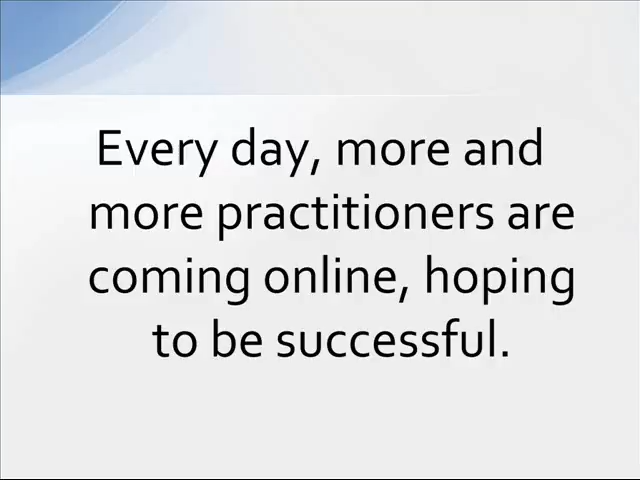 Every day, more and
more practitioners are
coming online, hoping
to be successful.